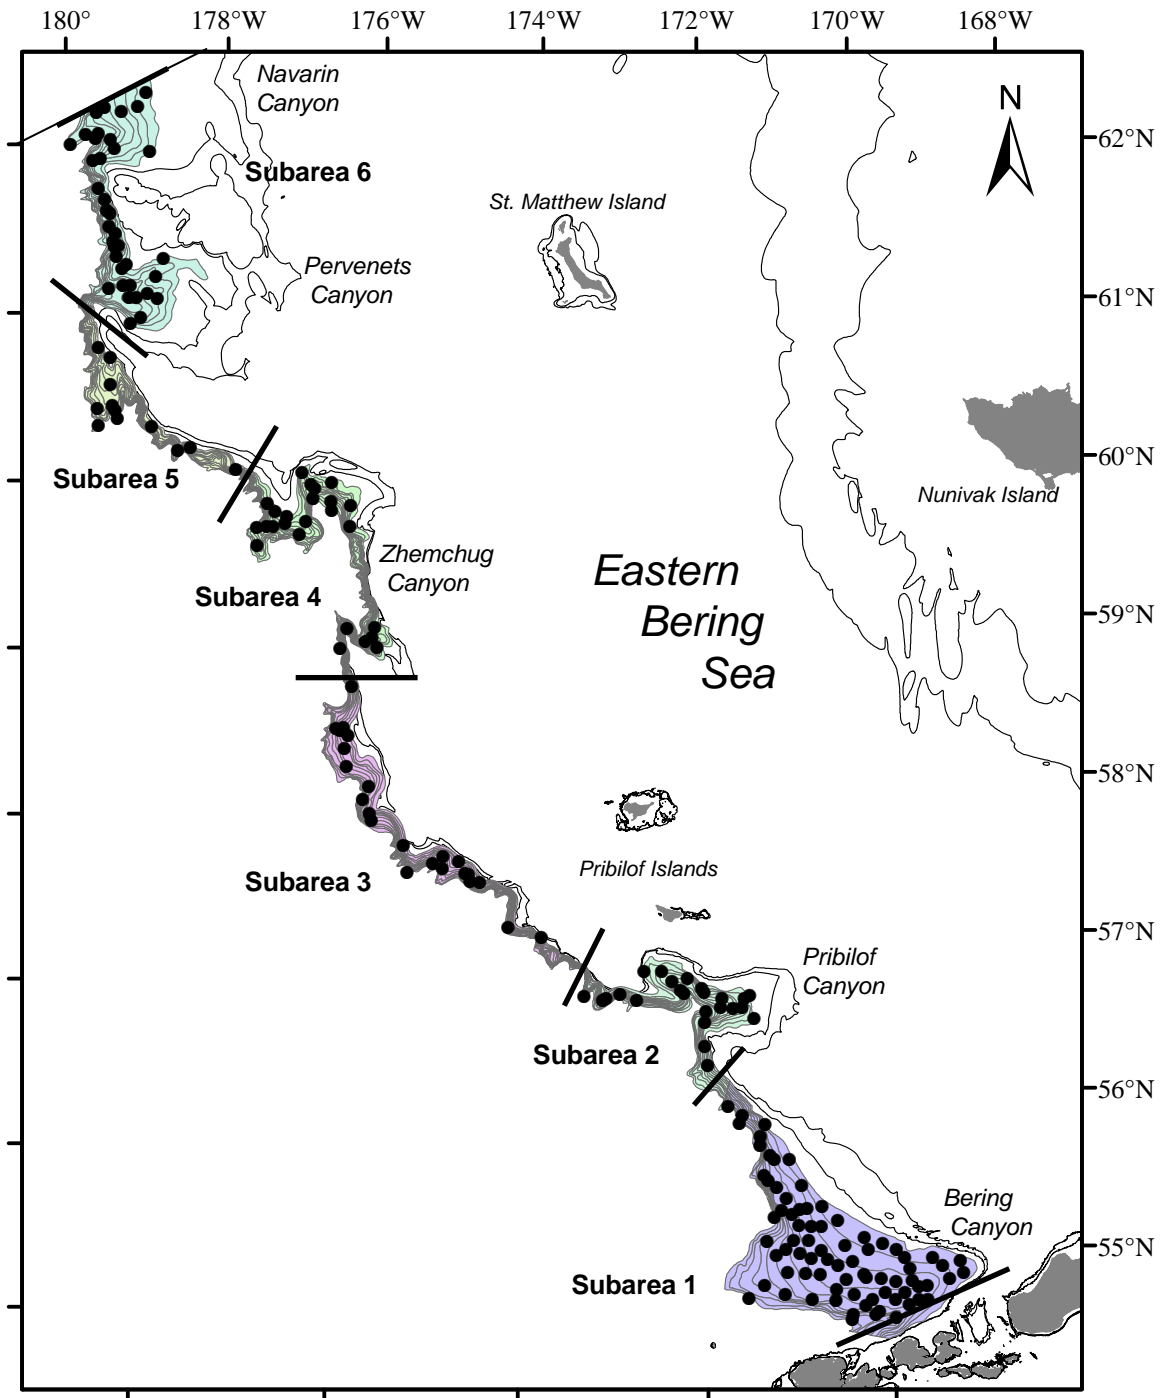 180° 178°W 176°W 174°W 172°W 170°W 168°W
Navarin
Canyon
N
62°N
Subarea 6
St. Matthew Island
Pervenets
Canyon
61°N
60°N
Subarea 5
Nunivak Island
Zhemchug
Canyon
Eastern
Bering
Sea
Subarea 4
59°N
58°N
Pribilof Islands
Subarea 3
57°N
Pribilof
Canyon
Subarea 2
56°N
Bering
Canyon
55°N
Subarea 1